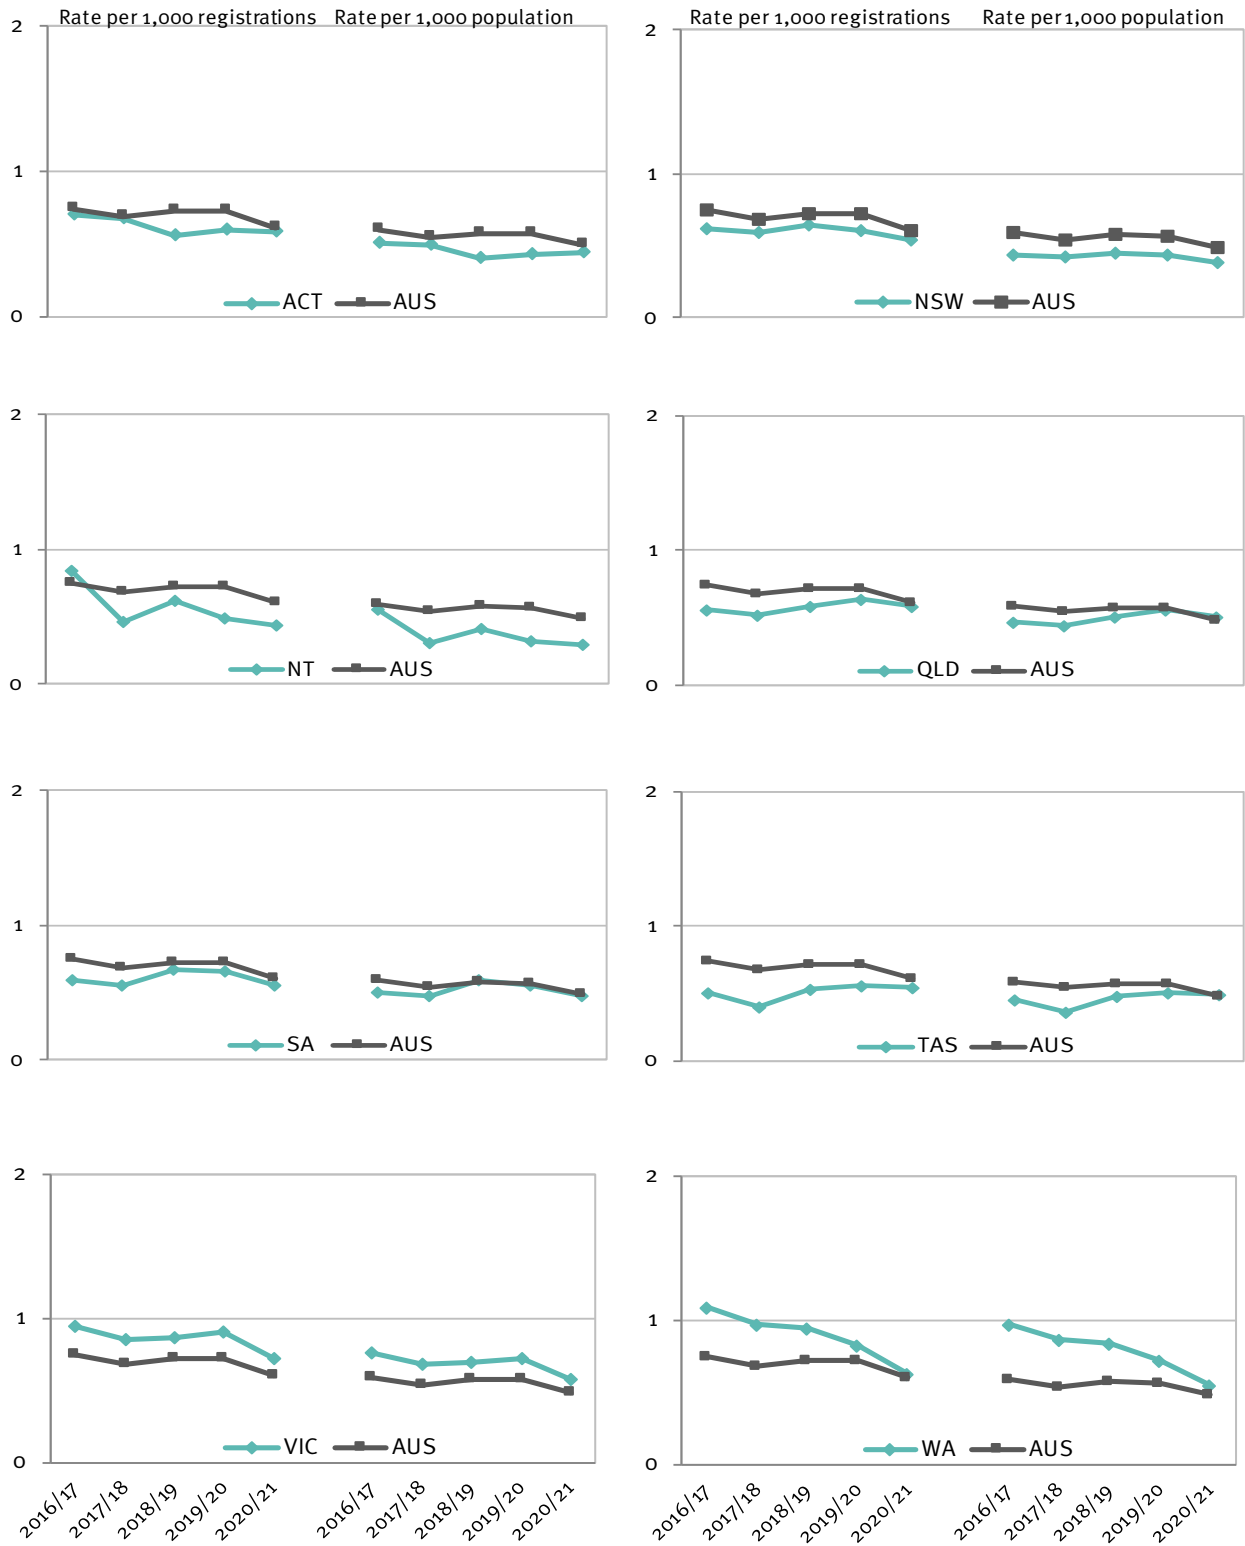 Rate per 1,000 registrations Rate per 1,000 population
2
1
0
ACT AUS
Rate per 1,000 registrations Rate per 1,000 population
2
1
0
NSW AUS
2
1
0
NT AUS
2
1
0
QLD AUS
2
1
0
SA AUS
2
1
0
TAS AUS
2
1
0
VIC AUS
2016/17 2017/18 2018/19 2019/20 2020/21 2016/17 2017/18 2018/19 2019/20 2020/21
2
1
0
WA AUS
2016/17 2017/18 2018/19 2019/20 2020/21 2016/17 2017/18 2018/19 2019/20 2020/21